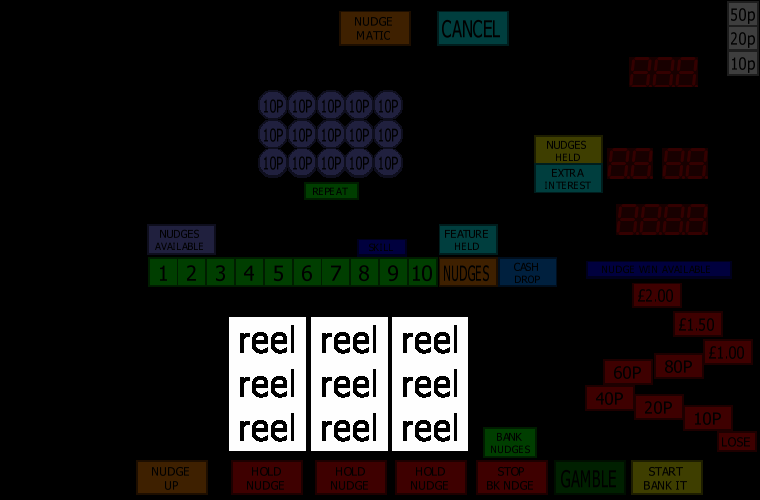 NUDGE
MATIC
CANCEL
50p
20p
10p
10P 10P 10P 10P 10P
10P 10P 10P 10P 10P
10P 10P 10P 10P 10P
REPEAT
NUDGES
HELD
EXTRA
INTEREST
NUDGES
AVAILABLE
FEATURE
HELD
1 2 3 4 5 6 7 8 9 10 NUDGES
CASH
DROP
£2.00
£1.50
£1.00
80P
60P
40P
20P
10P
LOSE
reel reel reel
reel reel reel
reel reel reel
BANK
NUDGES
NUDGE
UP
HOLD
NUDGE
HOLD
NUDGE
HOLD
NUDGE
STOP
BK NDGE
GAMBLE
START
BANK IT